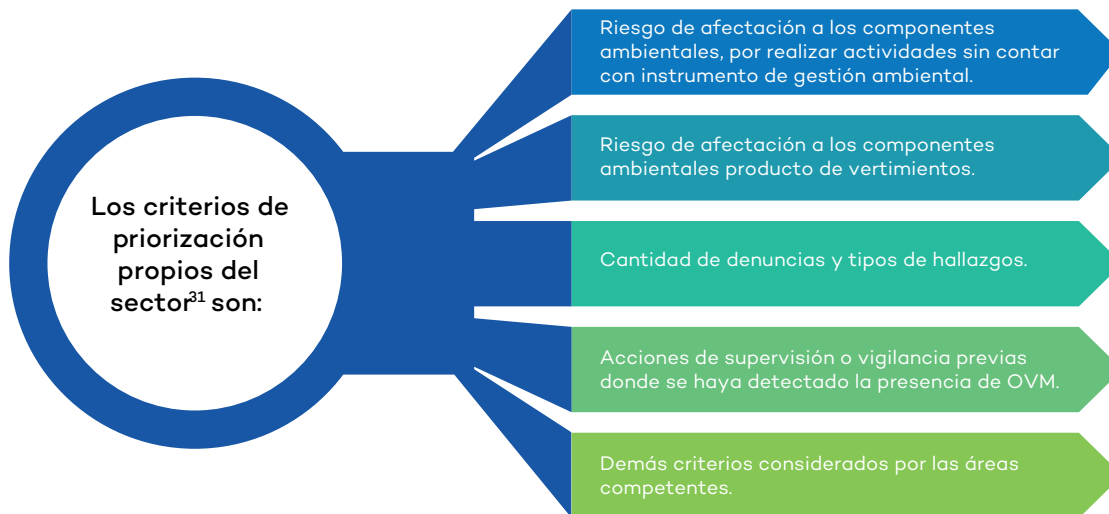 Los criterios de
priorización
propios del
sector³¹ son:
Riesgo de afectación a los componentes
ambientales, por realizar actividades sin contar
con instrumento de gestión ambiental.
Riesgo de afectación a los componentes
ambientales producto de vertimientos.
Cantidad de denuncias y tipos de hallazgos.
Acciones de supervisión o vigilancia previas
donde se haya detectado la presencia de OVM.
Demás criterios considerados por las áreas
competentes.